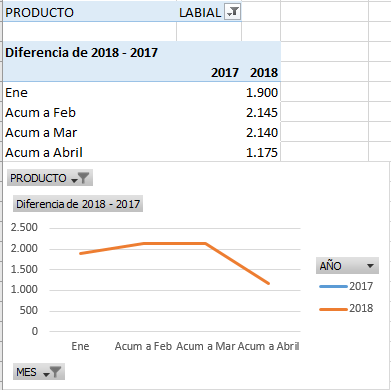 PRODUCTO LABIAL
Diferencia de 2018 - 2017
2017 2018
Ene 1.900
Acum a Feb 2.145
Acum a Mar 2.140
Acum a Abril 1.175
PRODUCTO
Diferencia de 2018 - 2017
2.500
2.000
1.500
1.000
500
0
Ene Acum a Feb Acum a Mar Acum a Abril
AÑO
2017
2018
MES